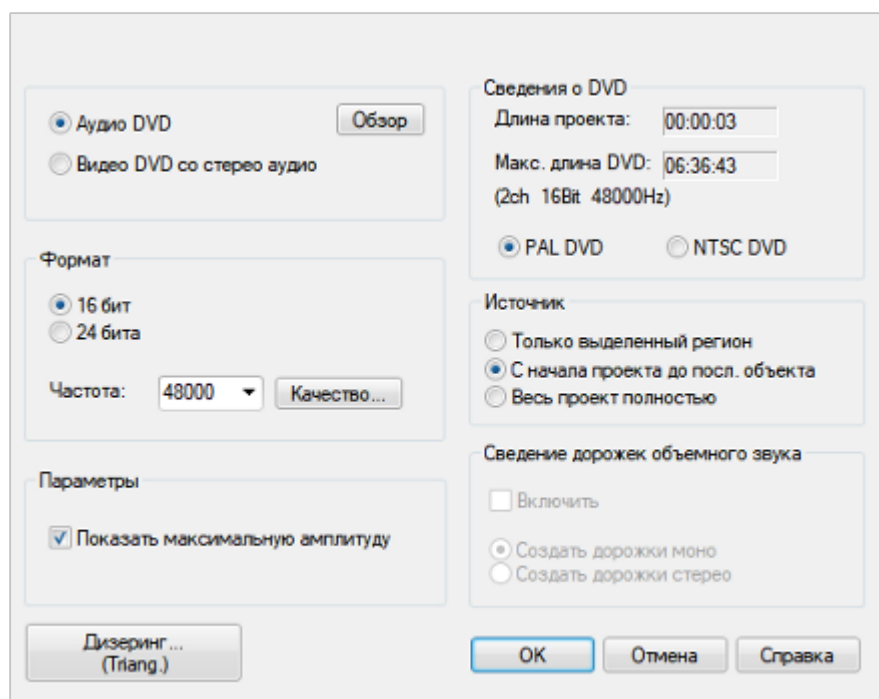 Аудио DVD
Обзор
Видео DVD со стерео аудио
Формат
16 бит
24 бита
Частота: 48000 Качество...
Параметры
Показать максимальную амплитуду
Дизеринг...
(Triang.)
Сведения о DVD
Длина проекта: 00:00:03
Макс. длина DVD: 06:36:43
(2ch 16Bit 48000Hz)
PAL DVD NTSC DVD
Источник
Только выделенный регион
С начала проекта до посл. объекта
Весь проект полностью
Сведение дорожек объемного звука
Включить
Создать дорожки моно
Создать дорожки стерео
OK Отмена Справка